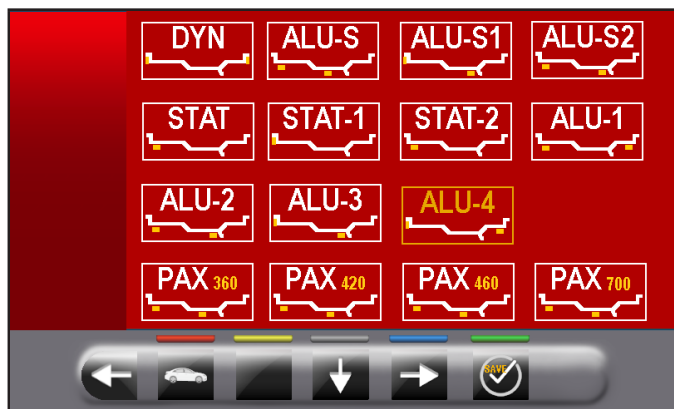 DYN ALU-S ALU-S1 ALU-S2
STAT STAT-1 STAT-2 ALU-1
ALU-2 ALU-3 ALU-4
PAX 360 PAX 420 PAX 460 PAX 700
SAVE